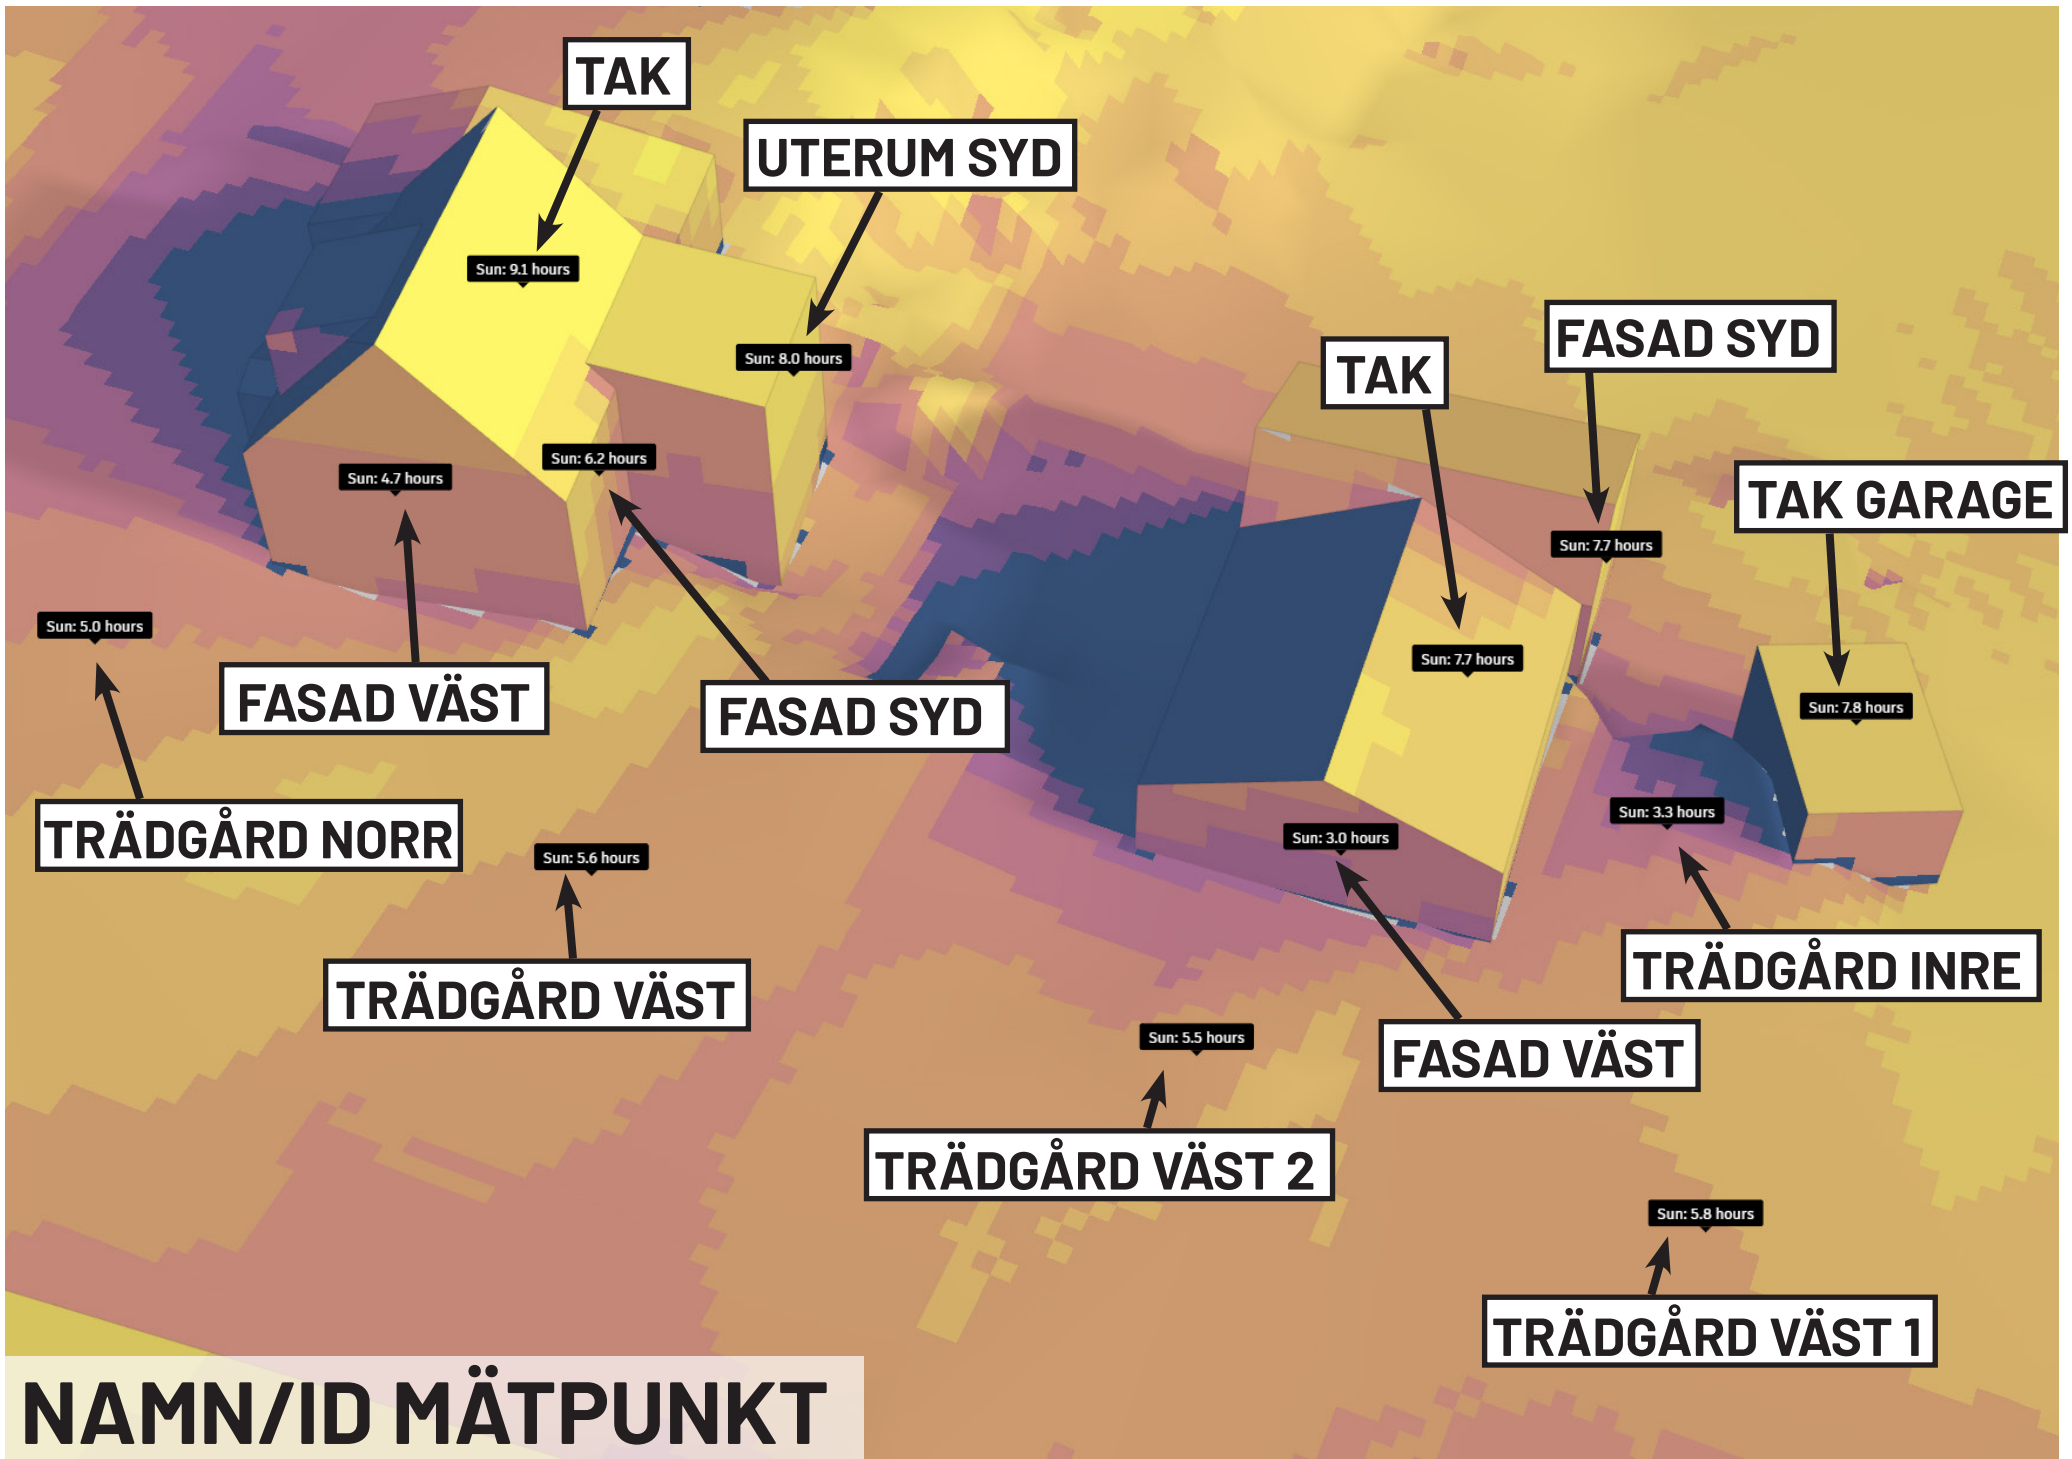 TAK
UTERUM SYD
Sun: 9.1 hours
Sun: 8.0 hours
FASAD SYD
TAK
Sun: 6.2 hours
Sun: 4.7 hours
TAK GARAGE
Sun: 7.7 hours
Sun: 5.0 hours
Sun: 7.7 hours
FASAD VÄST
FASAD SYD
Sun: 7.8 hours
TRÄDGÅRD NORR
Sun: 3.3 hours
Sun: 3.0 hours
Sun: 5.6 hours
TRÄDGÅRD VÄST
TRÄDGÅRD INRE
Sun: 5.5 hours
FASAD VÄST
TRÄDGÅRD VÄST 2
Sun: 5.8 hours
TRÄDGÅRD VÄST 1
NAMN/ID MÄTPUNKT